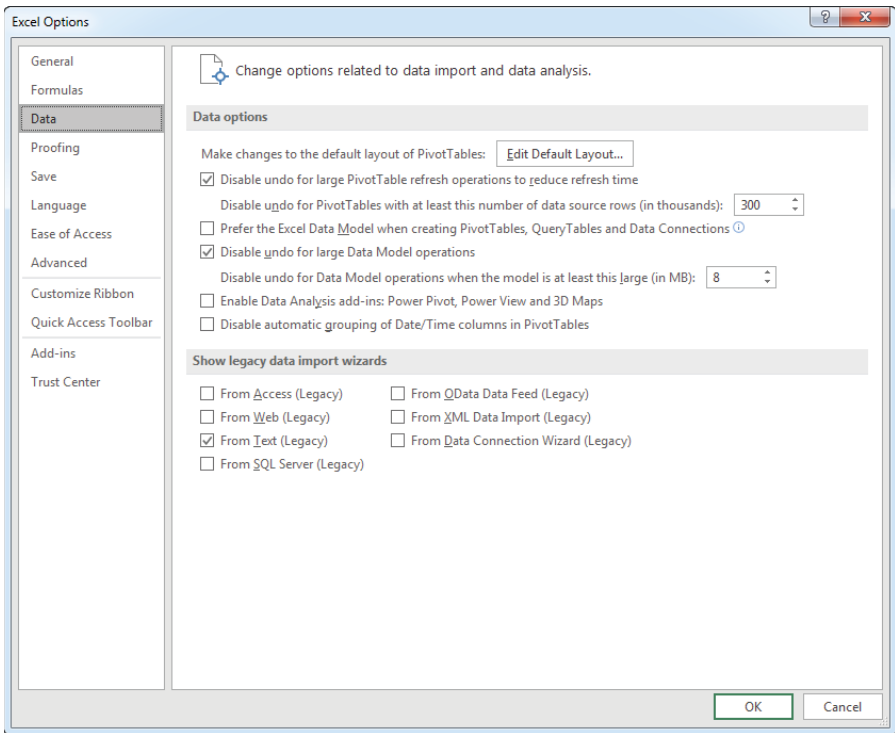 Excel Options
General
Formulas
Data
Proofing
Save
Language
Ease of Access
Advanced
Customize Ribbon
Quick Access Toolbar
Add-ins
Trust Center
Change options related to data import and data analysis.
Data options
Make changes to the default layout of PivotTables: Edit Default Layout...
Disable undo for large PivotTable refresh operations to reduce refresh time
Disable undo for PivotTables with at least this number of data source rows (in thousands): 300
Prefer the Excel Data Model when creating PivotTables, QueryTables and Data Connections
Disable undo for large Data Model operations
Disable undo for Data Model operations when the model is at least this large (in MB): 8
Enable Data Analysis add-ins: Power Pivot, Power View and 3D Maps
Disable automatic grouping of Date/Time columns in PivotTables
Show legacy data import wizards
From Access (Legacy) From OData Data Feed (Legacy)
From Web (Legacy) From XML Data Import (Legacy)
From Text (Legacy) From Data Connection Wizard (Legacy)
From SQL Server (Legacy)
OK Cancel